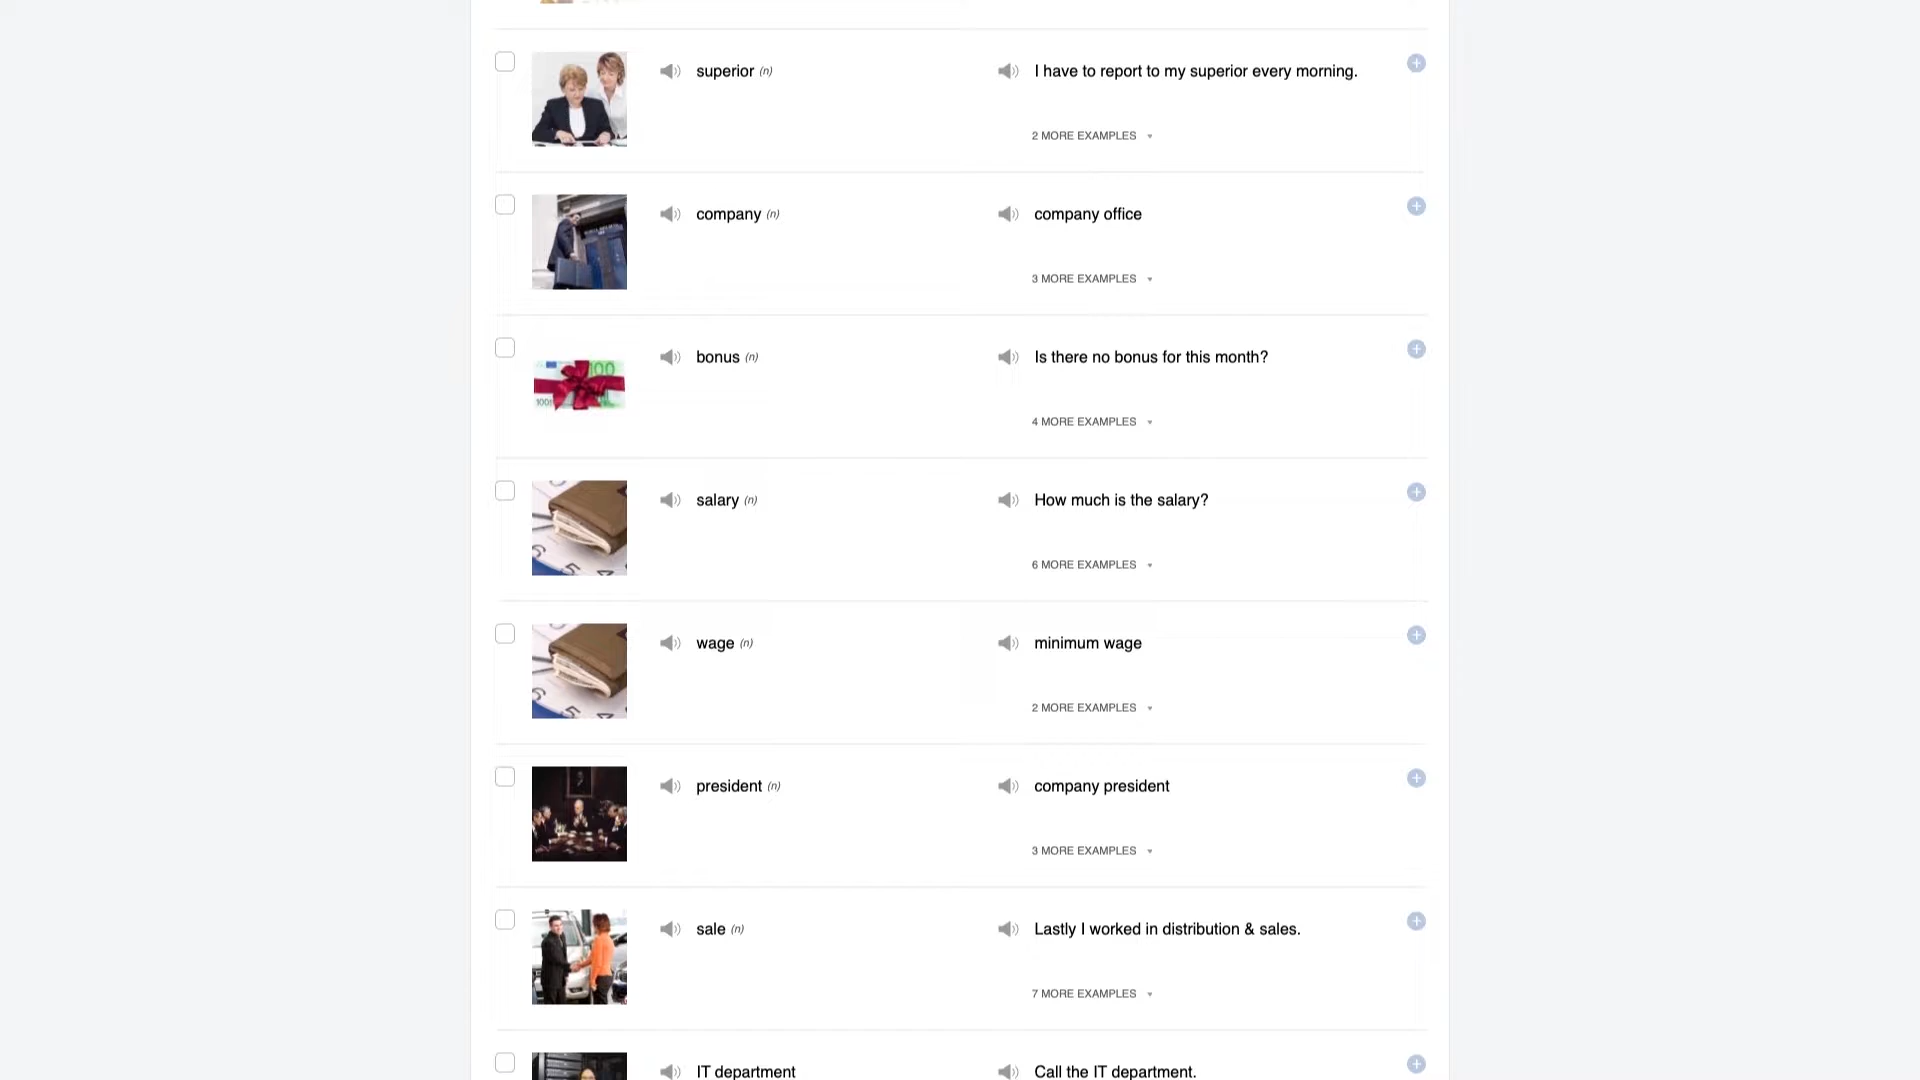 superior (n)
I have to report to my superior every morning.
2 MORE EXAMPLES
company (n)
company office
3 MORE EXAMPLES
bonus (n)
Is there no bonus for this month?
4 MORE EXAMPLES
salary (n)
How much is the salary?
6 MORE EXAMPLES
wage (n)
minimum wage
2 MORE EXAMPLES
president (n)
company president
3 MORE EXAMPLES
sale (n)
Lastly I worked in distribution & sales.
7 MORE EXAMPLES
IT department
Call the IT department.